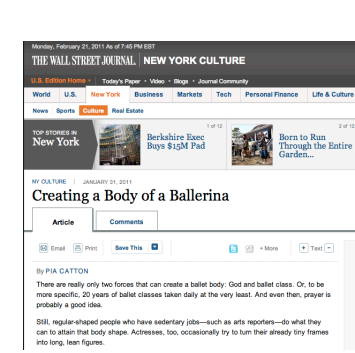 Monday, February 21, 2011 As of 7:45 PM EST
THE WALL STREET JOURNAL | NEW YORK CULTURE
U.S. Edition Home Today's Paper • Video • Blogs • Journal Community
World U.S. New York Business Markets Tech Personal Finance Life & Culture
News Sports Culture Real Estate
TOP STORIES IN
New York
1 of 12
Berkshire Exec
Buys $15M Pad
2 of 12
Born to Run
Through the Entire
Garden...
NY CULTURE | JANUARY 31, 2011
Creating a Body of a Ballerina
Article Comments
Email Print Save This + More + Text -
By PIA CATTON
There are really only two forces that can create a ballet body: God and ballet class. Or, to be
more specific, 20 years of ballet classes taken daily at the very least. And even then, prayer is
probably a good idea.
Still, regular-shaped people who have sedentary jobs—such as arts reporters—do what they
can to attain that body shape. Actresses, too, occasionally try to turn their already tiny frames
into long, lean figures.